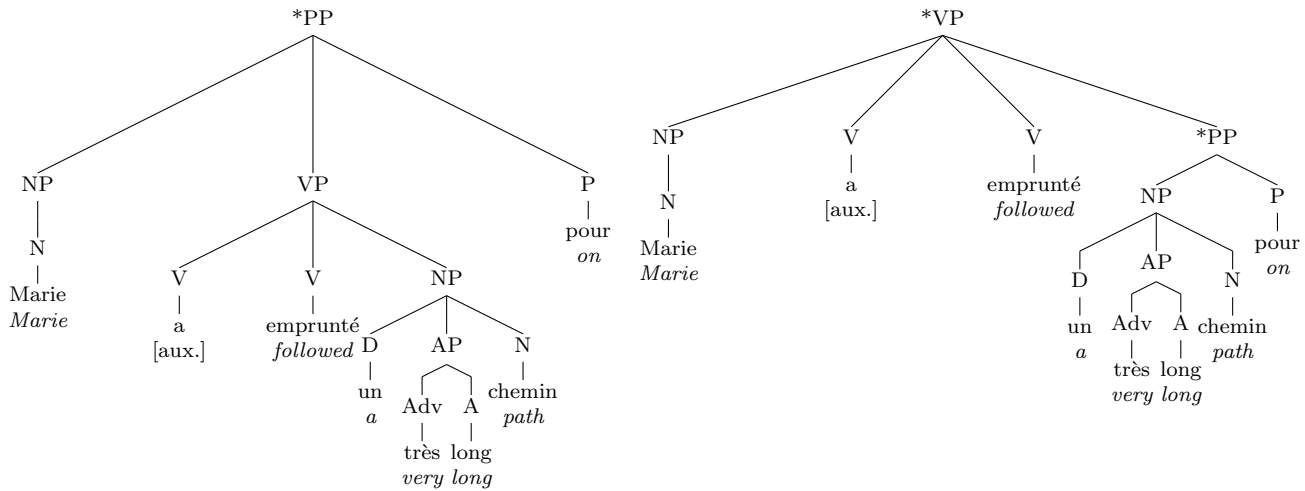 *PP
NP VP P
N
Marie
Marie
V V NP
a
[aux.]
emprunté
followed
D AP N
un
a
Adv A
très long
very long
chemin
path
pour
on
*VP
NP V V *PP
N
Marie
Marie
a
[aux.]
emprunté
followed
NP P
D AP N
un
a
Adv A
très long
very long
chemin
path
pour
on